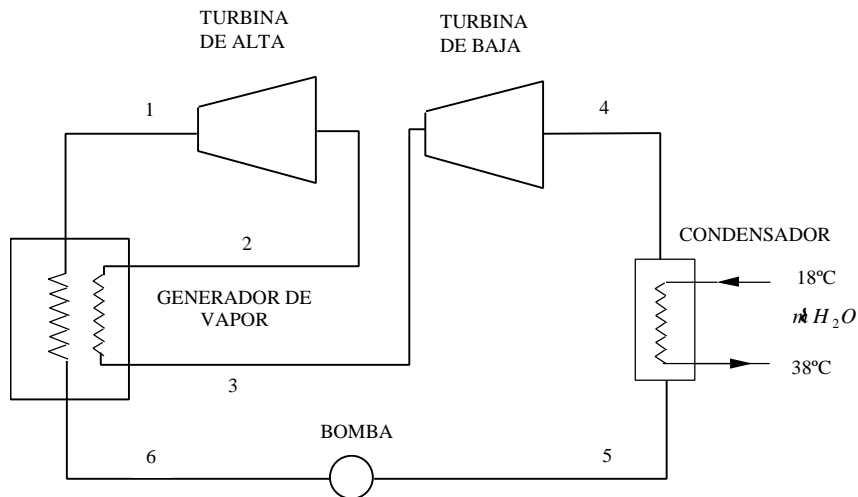 TURBINA
DE ALTA
TURBINA
DE BAJA
1
4
2
CONDENSADOR
18ºC
GENERADOR DE
VAPOR
H₂O
3
38ºC
BOMBA
6
5